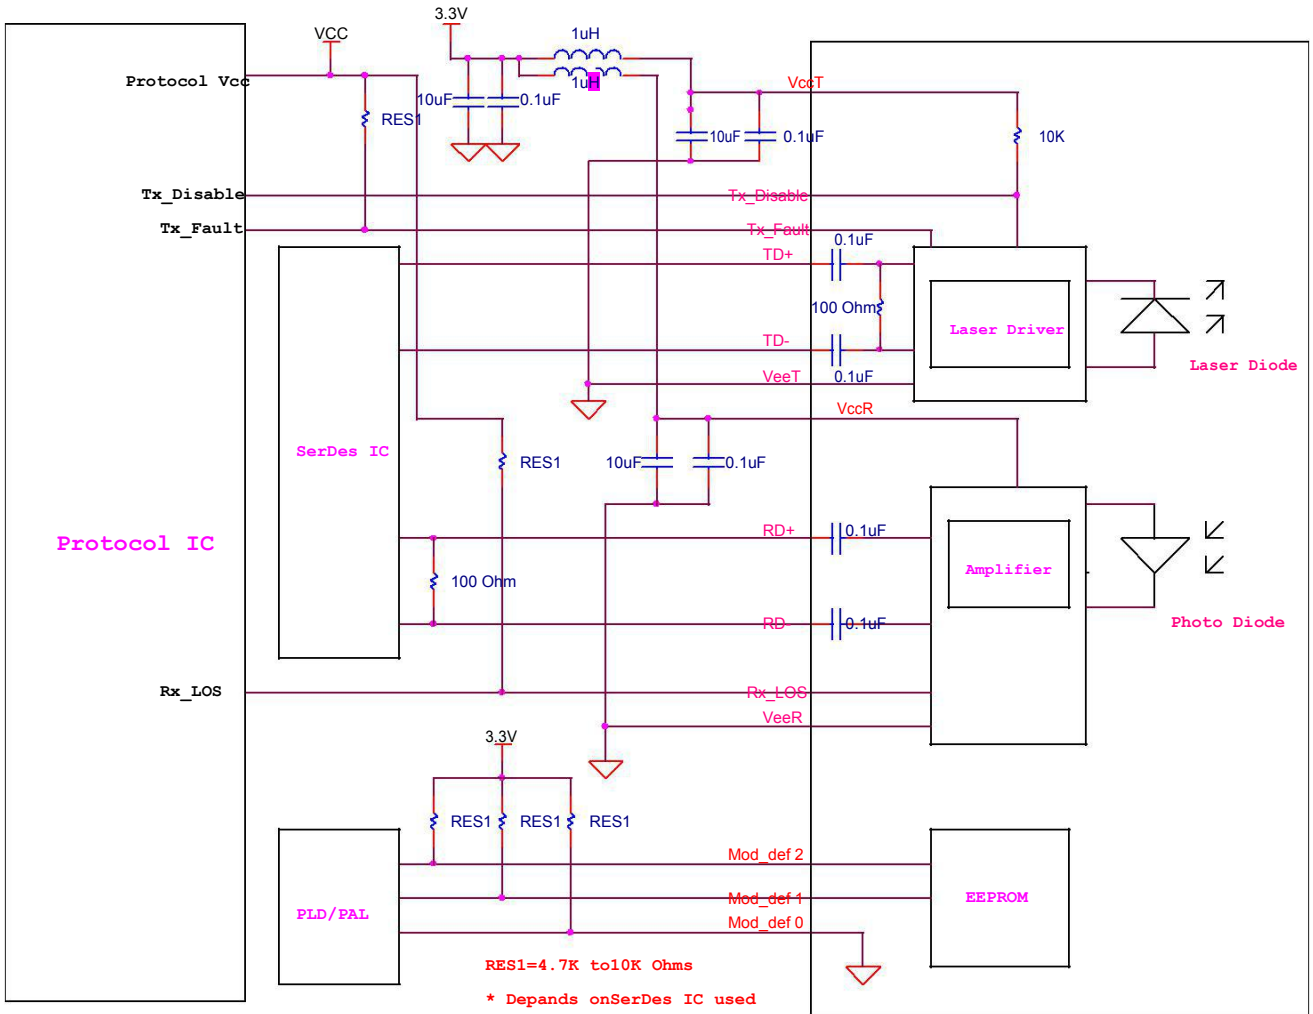 3.3V
VCC
1uH
Protocol Vcc
1uH
VccT
10uF
0.1uF
RES1
10uF
0.1uF
10K
Tx_Disable
Tx_Disable
Tx_Fault
Tx_Fault
0.1uF
TD+
100 Ohm
Laser Driver
TD-
Laser Diode
VeeT
0.1uF
VccR
SerDes IC
RES1
10uF
0.1uF
RD+
0.1uF
Protocol IC
Amplifier
100 Ohm
RD-
0.1uF
Photo Diode
Rx_LOS
Rx_LOS
VeeR
3.3V
RES1
RES1
RES1
Mod_def 2
Mod_def 1
EEPROM
PLD/PAL
Mod_def 0
RES1=4.7K to10K Ohms
* Depands onSerDes IC used